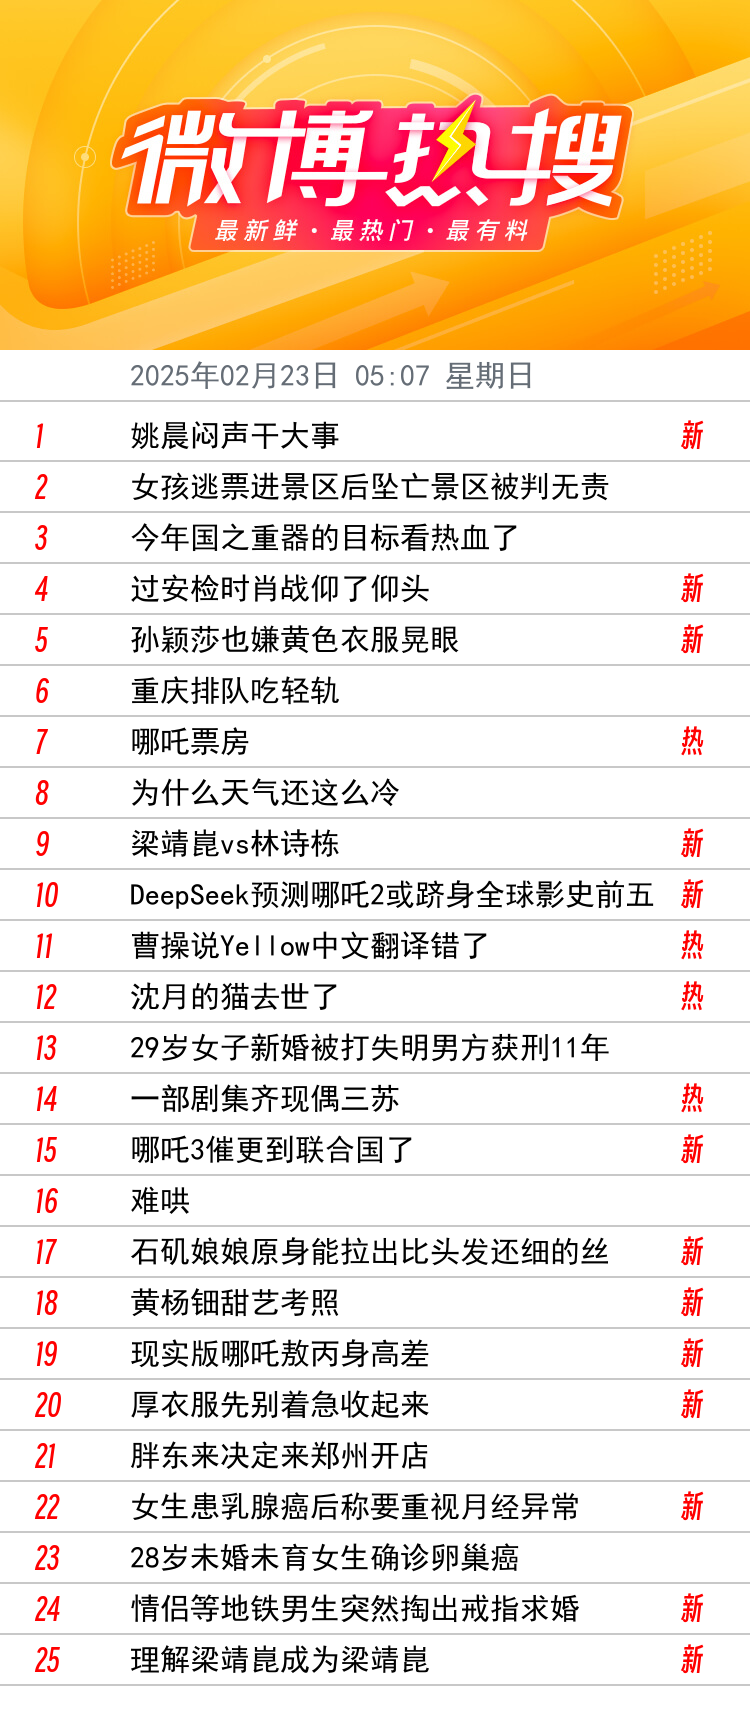 微博热搜
最新鲜·最热门·最有料
2025年02月23日 05:07 星期日
1 姚晨闷声干大事 新
2 女孩逃票进景区后坠亡景区被判无责
3 今年国之重器的目标看热血了
4 过安检时肖战仰了仰头 新
5 孙颖莎也嫌黄色衣服晃眼 新
6 重庆排队吃轻轨
7 哪吒票房 热
8 为什么天气还这么冷
9 梁靖崑vs林诗栋 新
10 DeepSeek预测哪吒2或跻身全球影史前五 新
11 曹操说Yellow中文翻译错了 热
12 沈月的猫去世了 热
13 29岁女子新婚被打失明男方获刑11年
14 一部剧集齐现偶三苏 热
15 哪吒3催更到联合国了 新
16 难哄
17 石矶娘娘原身能拉出比头发还细的丝 新
18 黄杨钿甜艺考照 新
19 现实版哪吒敖丙身高差 新
20 厚衣服先别着急收起来 新
21 胖东来决定来郑州开店
22 女生患乳腺癌后称要重视月经异常 新
23 28岁未婚未育女生确诊卵巢癌
24 情侣等地铁男生突然掏出戒指求婚 新
25 理解梁靖崑成为梁靖崑 新